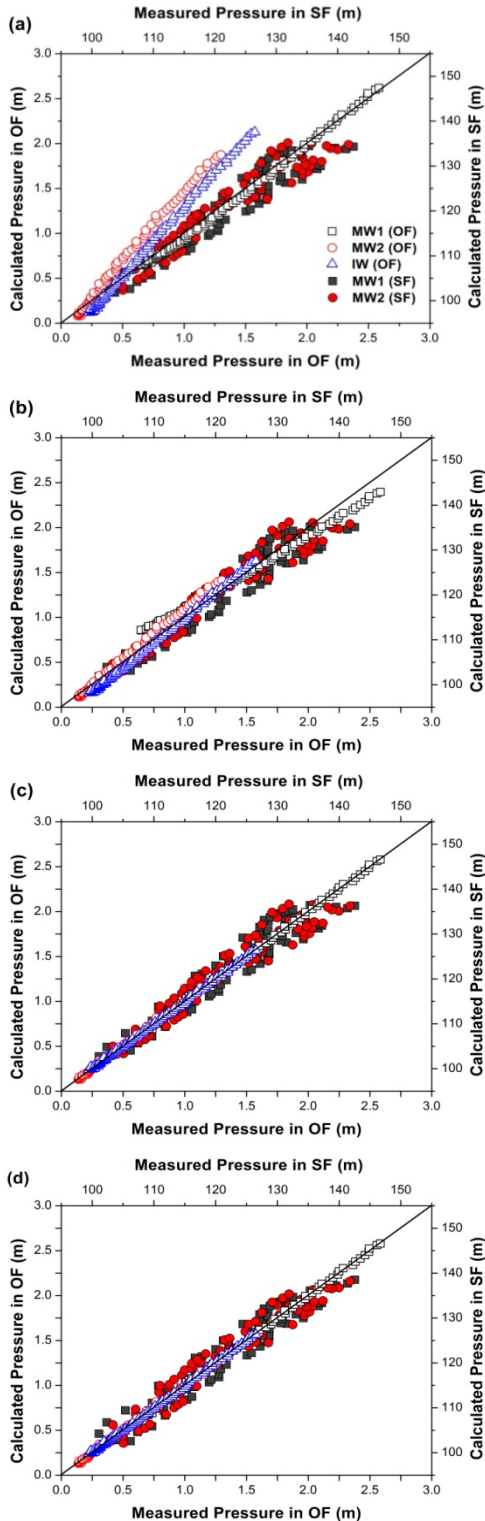 Measured Pressure in SF (m)
(a)
100 110 120 130 140 150
3.0
2.5
2.0
1.5
1.0
0.5
0.0
Calculated Pressure in OF (m)
150
140
130
120
110
100
Calculated Pressure in SF (m)
MW1 (OF)
MW2 (OF)
IW (OF)
MW1 (SF)
MW2 (SF)
0.0 0.5 1.0 1.5 2.0 2.5 3.0
Measured Pressure in OF (m)
Measured Pressure in SF (m)
(b)
100 110 120 130 140 150
3.0
2.5
2.0
1.5
1.0
0.5
0.0
Calculated Pressure in OF (m)
150
140
130
120
110
100
Calculated Pressure in SF (m)
0.0 0.5 1.0 1.5 2.0 2.5 3.0
Measured Pressure in OF (m)
Measured Pressure in SF (m)
(c)
100 110 120 130 140 150
3.0
2.5
2.0
1.5
1.0
0.5
0.0
Calculated Pressure in OF (m)
150
140
130
120
110
100
Calculated Pressure in SF (m)
0.0 0.5 1.0 1.5 2.0 2.5 3.0
Measured Pressure in OF (m)
Measured Pressure in SF (m)
(d)
100 110 120 130 140 150
3.0
2.5
2.0
1.5
1.0
0.5
0.0
Calculated Pressure in OF (m)
150
140
130
120
110
100
Calculated Pressure in SF (m)
0.0 0.5 1.0 1.5 2.0 2.5 3.0
Measured Pressure in OF (m)